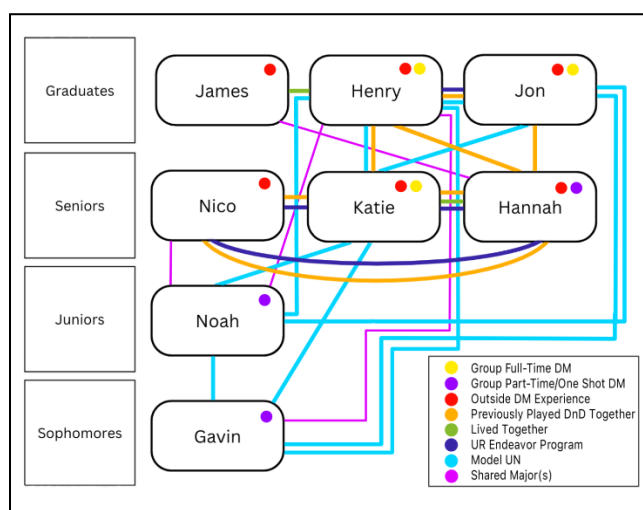 Graduates
James
Henry
Jon
Seniors
Nico
Katie
Hannah
Juniors
Noah
Sophomores
Gavin
Group Full-Time DM
Group Part-Time/One Shot DM
Outside DM Experience
Previously Played DnD Together
Lived Together
UR Endeavor Program
Model UN
Shared Major(s)